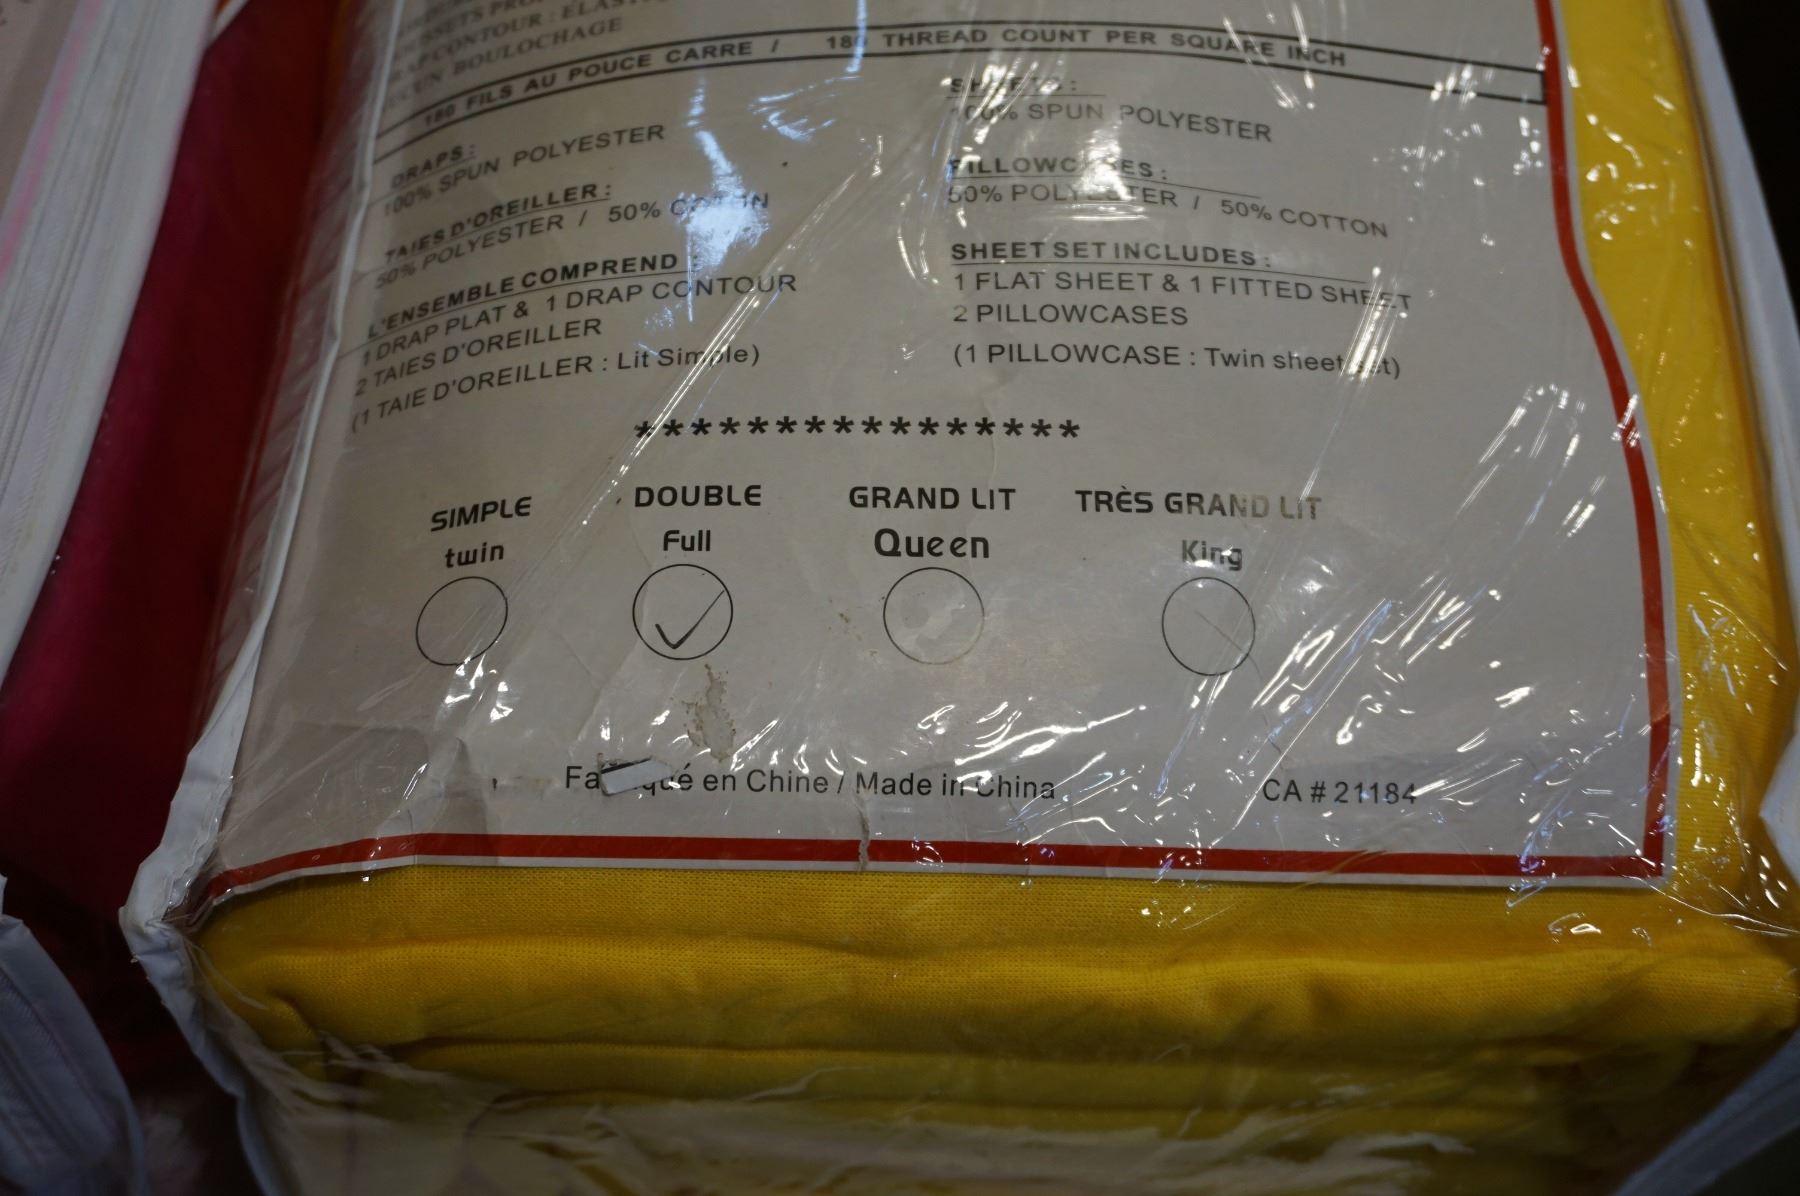 CONTOUR : ELAST
BOULOCHAGE
180 FILS AU POUCE CARRE / 180 THREAD COUNT PER SQUARE INCH
DRAPS :
100% SPUN POLYESTER
TAIES D'OREILLER :
50% POLYESTER / 50% COTTON
L'ENSEMBLE COMPREND :
1 DRAP PLAT & 1 DRAP CONTOUR
2 TAIES D'OREILLER
(1 TAIE D'OREILLER : Lit Simple)
SHEETS :
100% SPUN POLYESTER
PILLOWCASES :
50% POLYESTER / 50% COTTON
SHEET SET INCLUDES :
1 FLAT SHEET & 1 FITTED SHEET
2 PILLOWCASES
(1 PILLOWCASE : Twin sheet set)
****************
SIMPLE DOUBLE GRAND LIT TRÈS GRAND LIT
twin Full Queen King
Fabriqué en Chine / Made in China CA # 21184